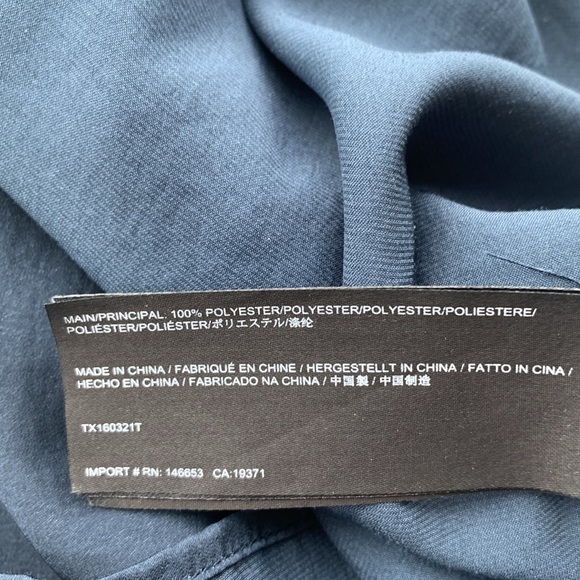 MAIN/PRINCIPAL. 100% POLYESTER/POLYESTER/POLYESTER/POLIESTERE/
POLIÉSTER/POLIÉSTER/ポリエステル/涤纶
MADE IN CHINA / FABRIQUÉ EN CHINE / HERGESTELLT IN CHINA / FATTO IN CINA /
HECHO EN CHINA / FABRICADO NA CHINA / 中国製 / 中国制造
TX160321T
IMPORT # RN: 146653 CA:19371